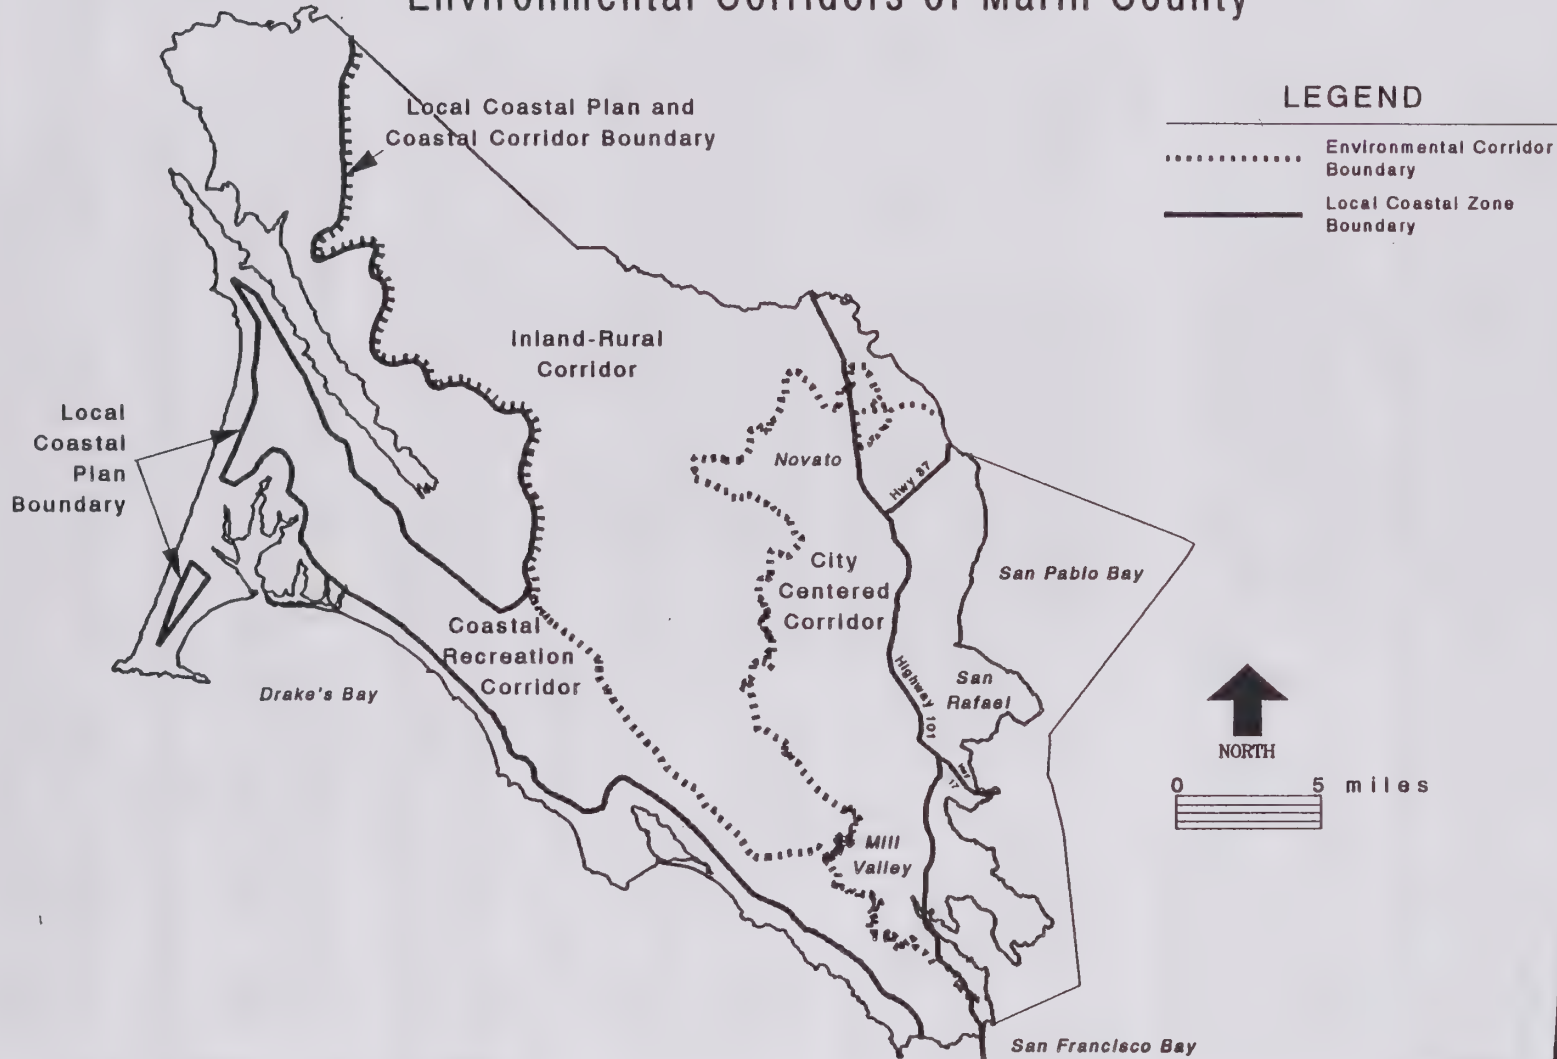 Environmental Corridors of Marin County
LEGEND
Environmental Corridor
Boundary
Local Coastal Zone
Boundary
Local Coastal Plan and
Coastal Corridor Boundary
Inland-Rural
Corridor
Local
Coastal
Plan
Boundary
Novato
Hwy 37
City
Centered
Corridor
San Pablo Bay
Coastal
Recreation
Corridor
Drake's Bay
Highway 101
San
Rafael
17
NORTH
0 5 miles
Mill
Valley
San Francisco Bay